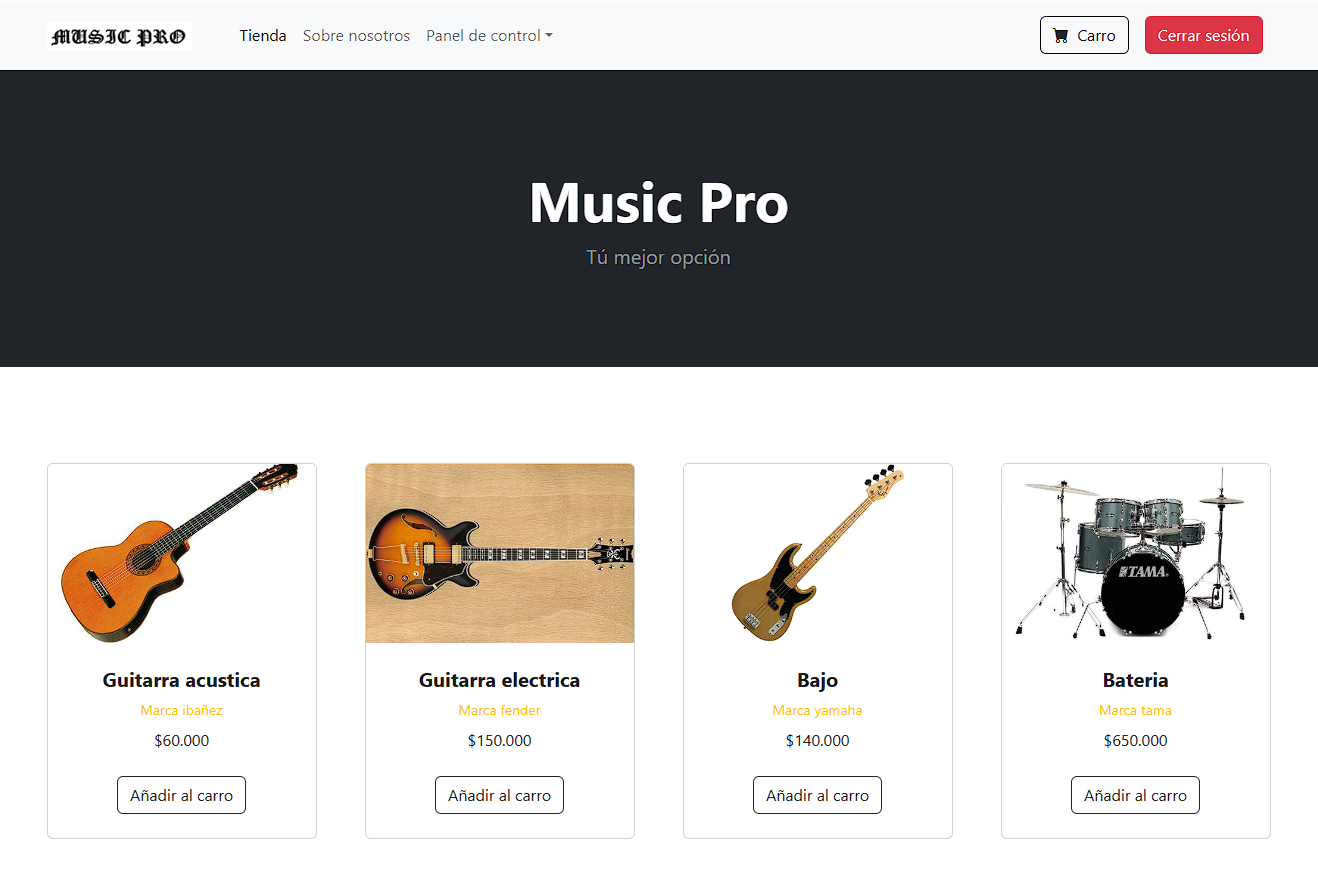 MUSIC PRO
Tienda
Sobre nosotros
Panel de control
Carro
Cerrar sesión
Music Pro
Tú mejor opción
TAMA
Guitarra acustica
Marca ibañez
$60.000
Añadir al carro
Guitarra electrica
Marca fender
$150.000
Añadir al carro
Bajo
Marca yamaha
$140.000
Añadir al carro
Bateria
Marca tama
$650.000
Añadir al carro